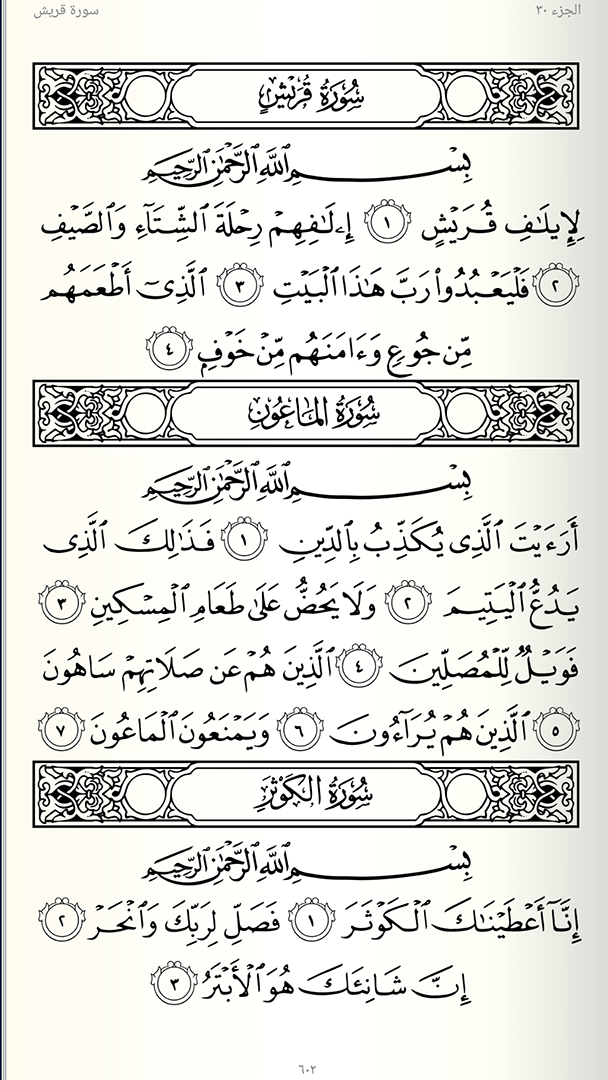 الجزء ٣٠
سورة قريش
سُورَةُ قُرَيْشٍ
بِسْمِ ٱللَّهِ ٱلرَّحْمَٰنِ ٱلرَّحِيمِ
لِإِيلَٰفِ قُرَيْشٍ ١ إِۦلَٰفِهِمْ رِحْلَةَ ٱلشِّتَآءِ وَٱلصَّيْفِ
٢ فَلْيَعْبُدُوا۟ رَبَّ هَٰذَا ٱلْبَيْتِ ٣ ٱلَّذِىٓ أَطْعَمَهُم
مِّن جُوعٍ وَءَامَنَهُم مِّنْ خَوْفٍۭ ٤
سُورَةُ المَاعُونِ
بِسْمِ ٱللَّهِ ٱلرَّحْمَٰنِ ٱلرَّحِيمِ
أَرَءَيْتَ ٱلَّذِى يُكَذِّبُ بِٱلدِّينِ ١ فَذَٰلِكَ ٱلَّذِى
يَدُعُّ ٱلْيَتِيمَ ٢ وَلَا يَحُضُّ عَلَىٰ طَعَامِ ٱلْمِسْكِينِ ٣
فَوَيْلٌ لِّلْمُصَلِّينَ ٤ ٱلَّذِينَ هُمْ عَن صَلَاتِهِمْ سَاهُونَ
٥ ٱلَّذِينَ هُمْ يُرَآءُونَ ٦ وَيَمْنَعُونَ ٱلْمَاعُونَ ٧
سُورَةُ الكَوْثَرِ
بِسْمِ ٱللَّهِ ٱلرَّحْمَٰنِ ٱلرَّحِيمِ
إِنَّآ أَعْطَيْنَٰكَ ٱلْكَوْثَرَ ١ فَصَلِّ لِرَبِّكَ وَٱنْحَرْ ٢
إِنَّ شَانِئَكَ هُوَ ٱلْأَبْتَرُ ٣
٦٠٢